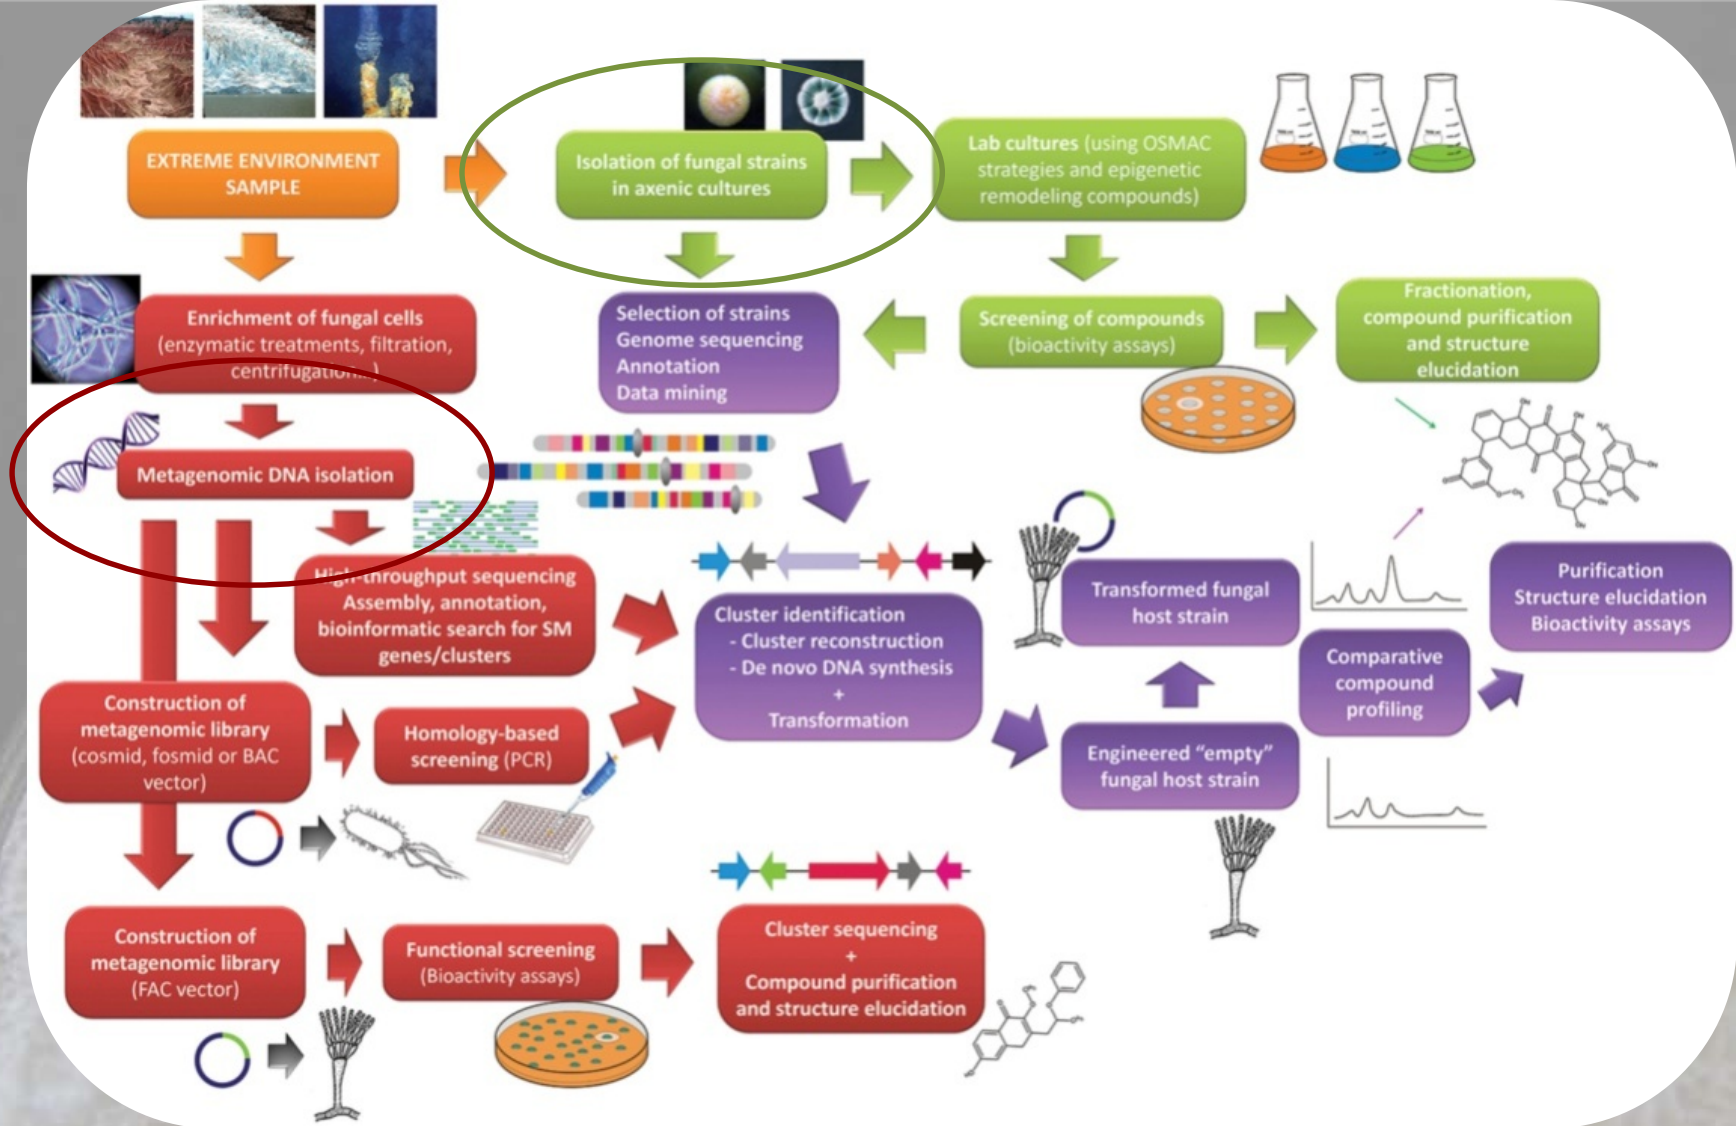 EXTREME ENVIRONMENT
SAMPLE
Isolation of fungal strains
in axenic cultures
Lab cultures (using OSMAC
strategies and epigenetic
remodeling compounds)
Enrichment of fungal cells
(enzymatic treatments, filtration,
centrifugation…)
Selection of strains
Genome sequencing
Annotation
Data mining
Screening of compounds
(bioactivity assays)
Fractionation,
compound purification
and structure
elucidation
Metagenomic DNA isolation
High-throughput sequencing
Assembly, annotation,
bioinformatic search for SM
genes/clusters
Cluster identification
- Cluster reconstruction
- De novo DNA synthesis
+
Transformation
Transformed fungal
host strain
Purification
Structure elucidation
Bioactivity assays
Comparative
compound
profiling
Construction of
metagenomic library
(cosmid, fosmid or BAC
vector)
Homology-based
screening (PCR)
Engineered “empty”
fungal host strain
Construction of
metagenomic library
(FAC vector)
Functional screening
(Bioactivity assays)
Cluster sequencing
+
Compound purification
and structure elucidation